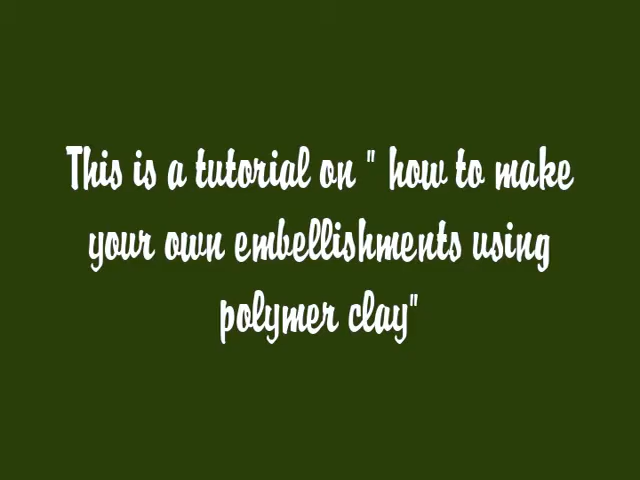 This is a tutorial on " how to make
your own embellishments using
polymer clay"